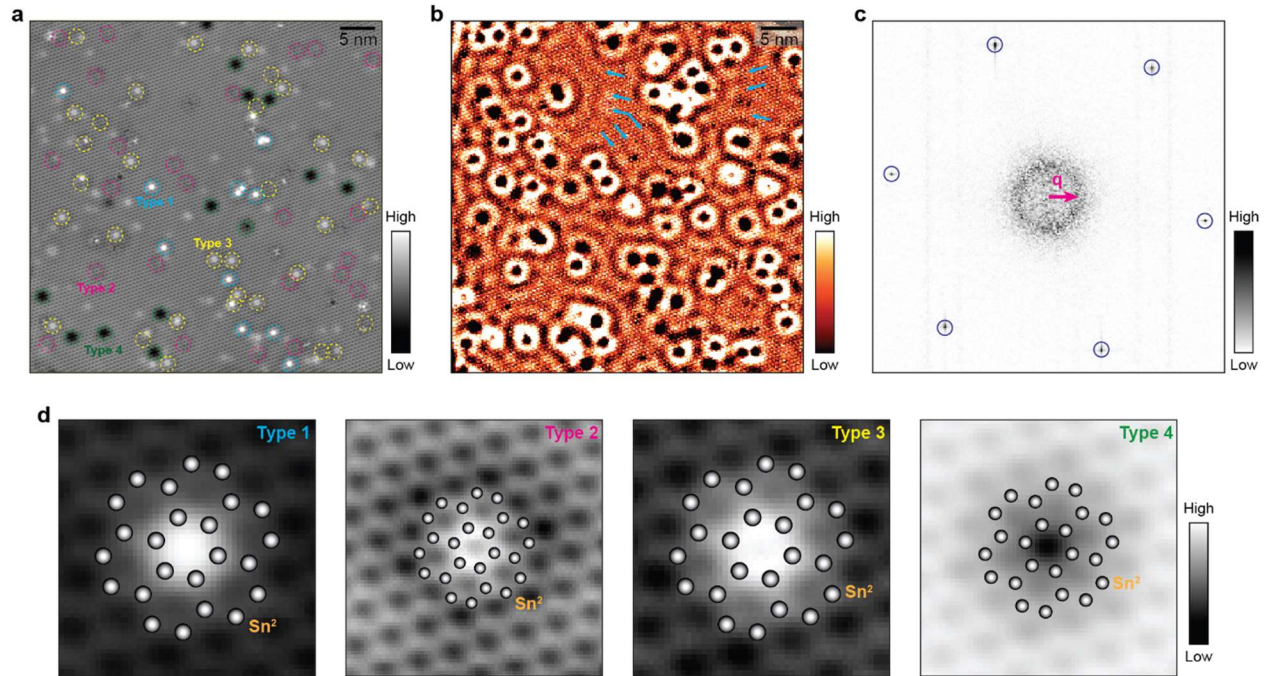 a
5 nm
Type 1
Type 3
Type 2
Type 4
High
Low
b
5 nm
High
Low
c
q
High
Low
d
Type 1
Sn²
Type 2
Sn²
Type 3
Sn²
Type 4
Sn²
High
Low